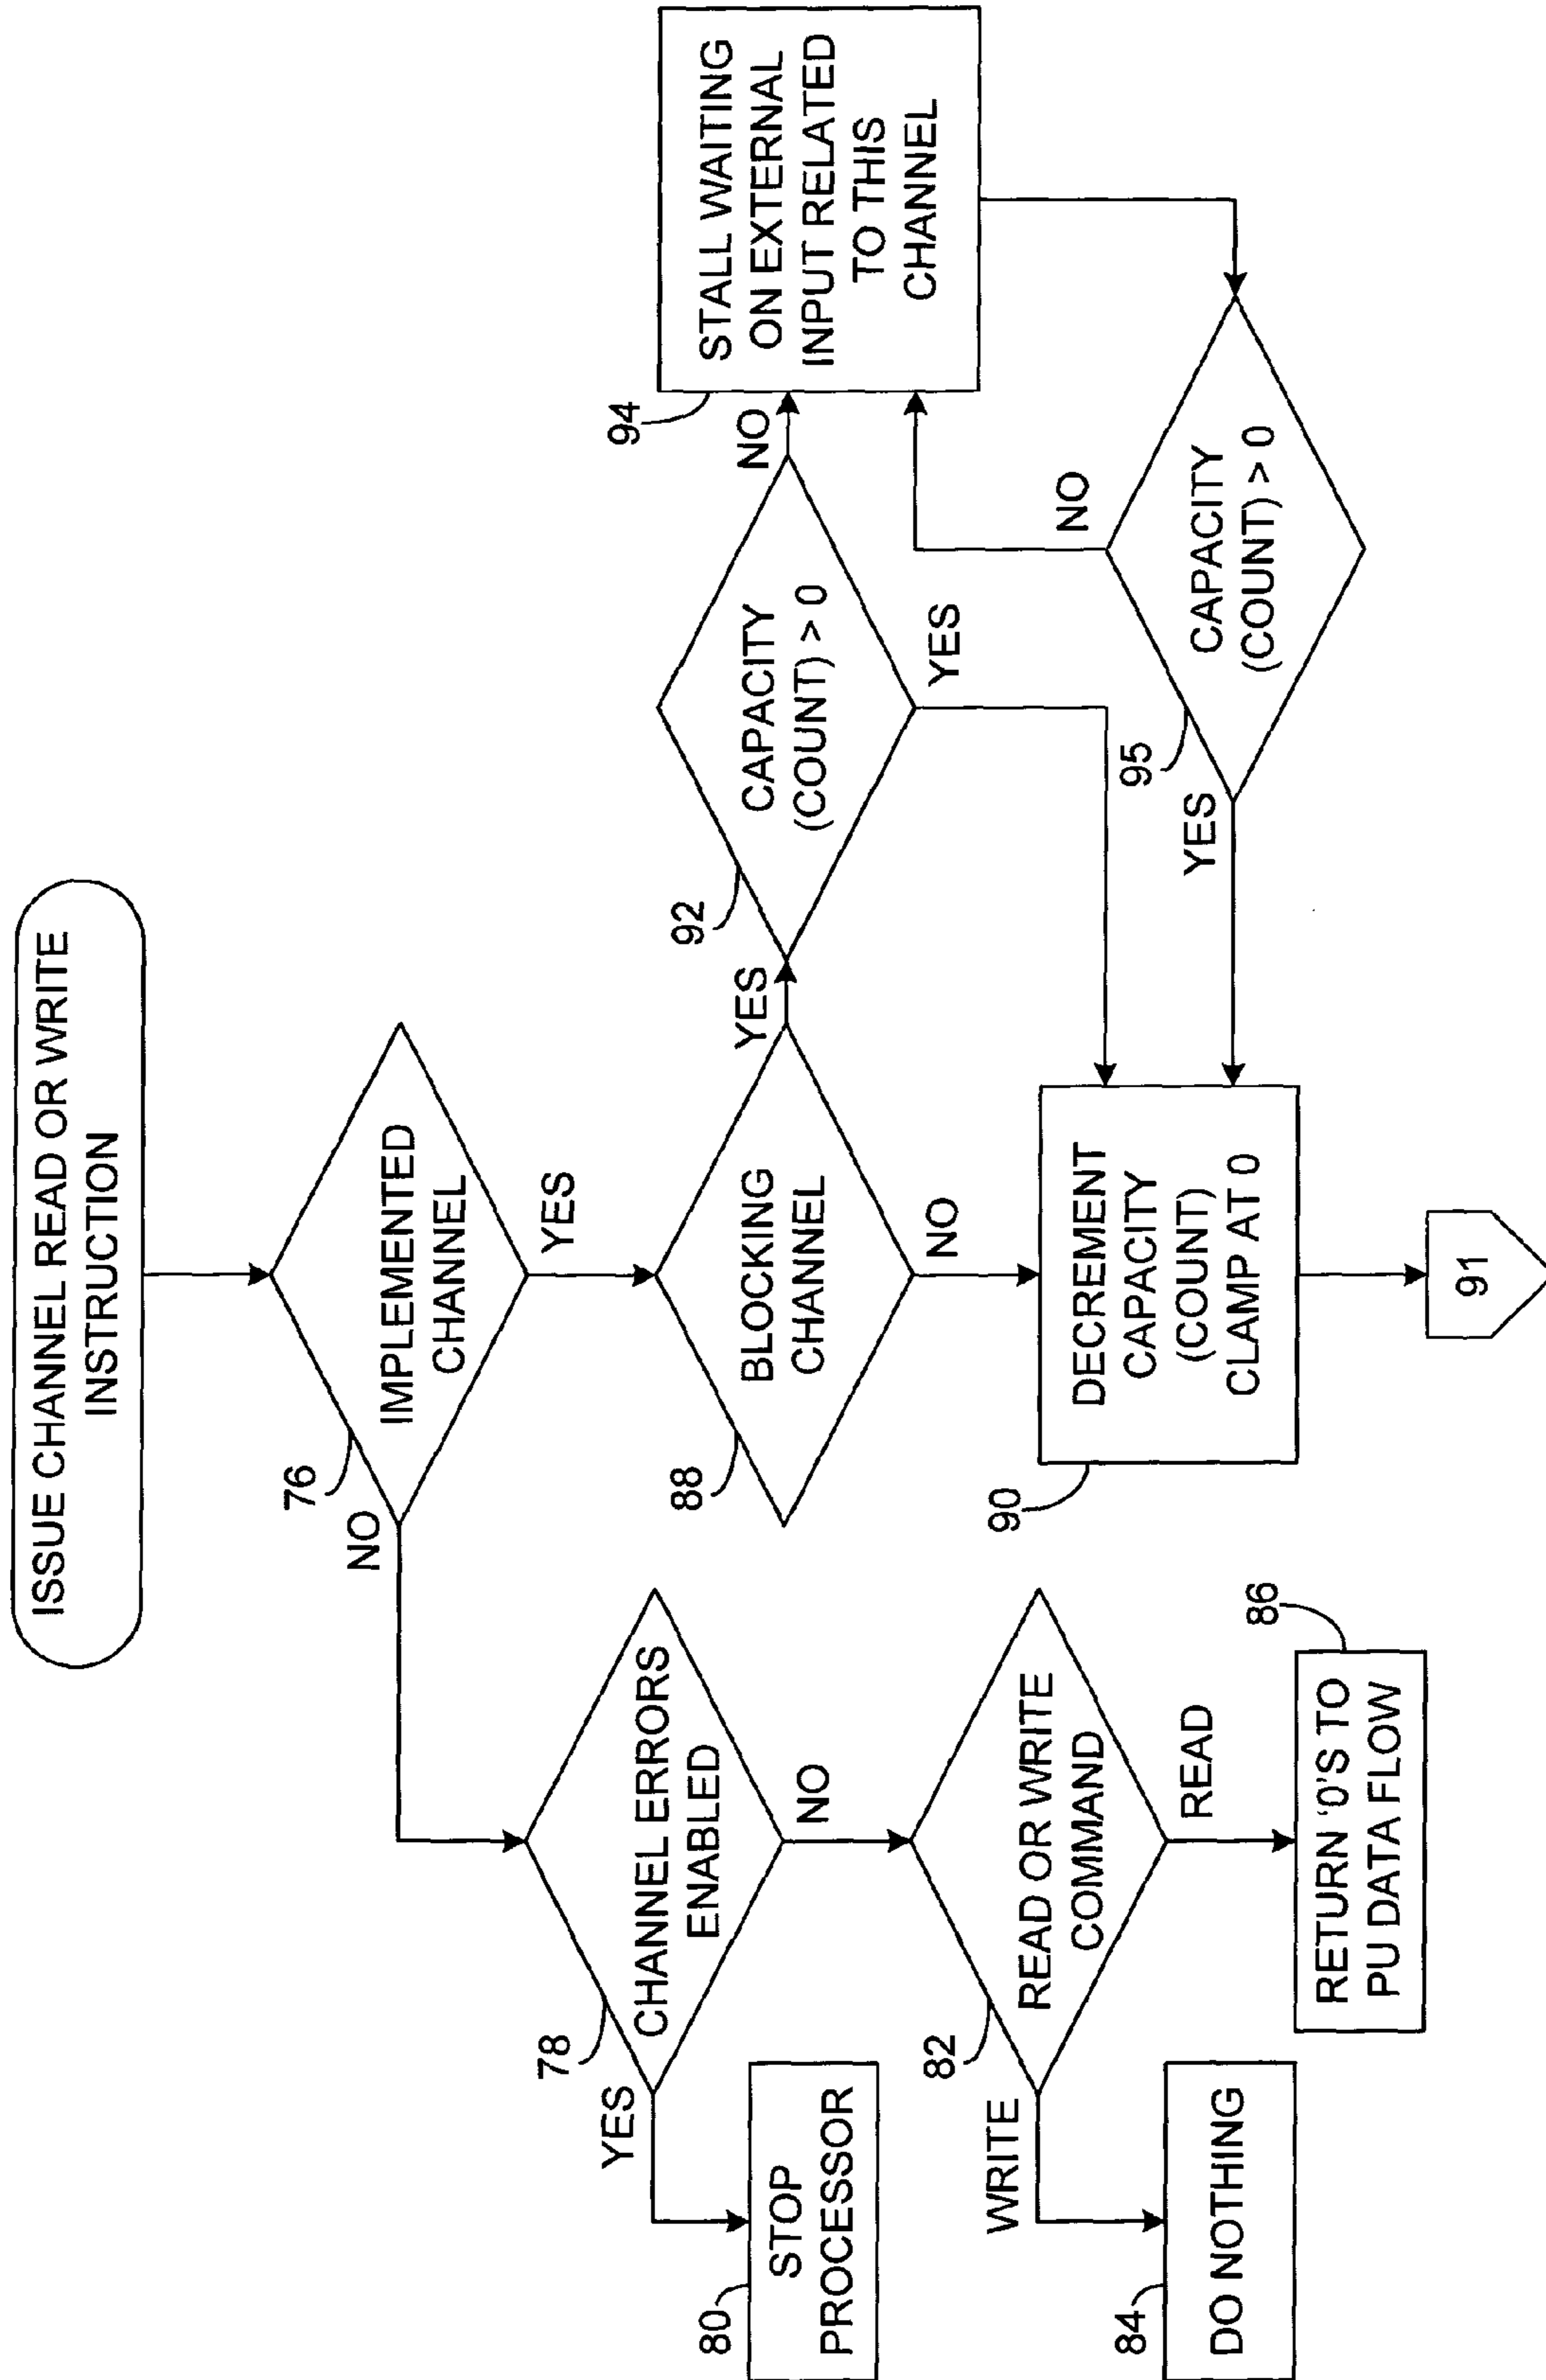 ISSUE CHANNEL READ OR WRITE
INSTRUCTION
76
IMPLEMENTED
CHANNEL
NO
YES
78
CHANNEL ERRORS
ENABLED
YES
NO
80
STOP
PROCESSOR
82
READ OR WRITE
COMMAND
WRITE
READ
84
DO NOTHING
86
RETURN '0'S TO
PU DATA FLOW
88
BLOCKING
CHANNEL
YES
NO
90
DECREMENT
CAPACITY
(COUNT)
CLAMP AT 0
91
92
CAPACITY
(COUNT) > 0
NO
YES
94
STALL WAITING
ON EXTERNAL
INPUT RELATED
TO THIS
CHANNEL
95
CAPACITY
(COUNT) > 0
NO
YES